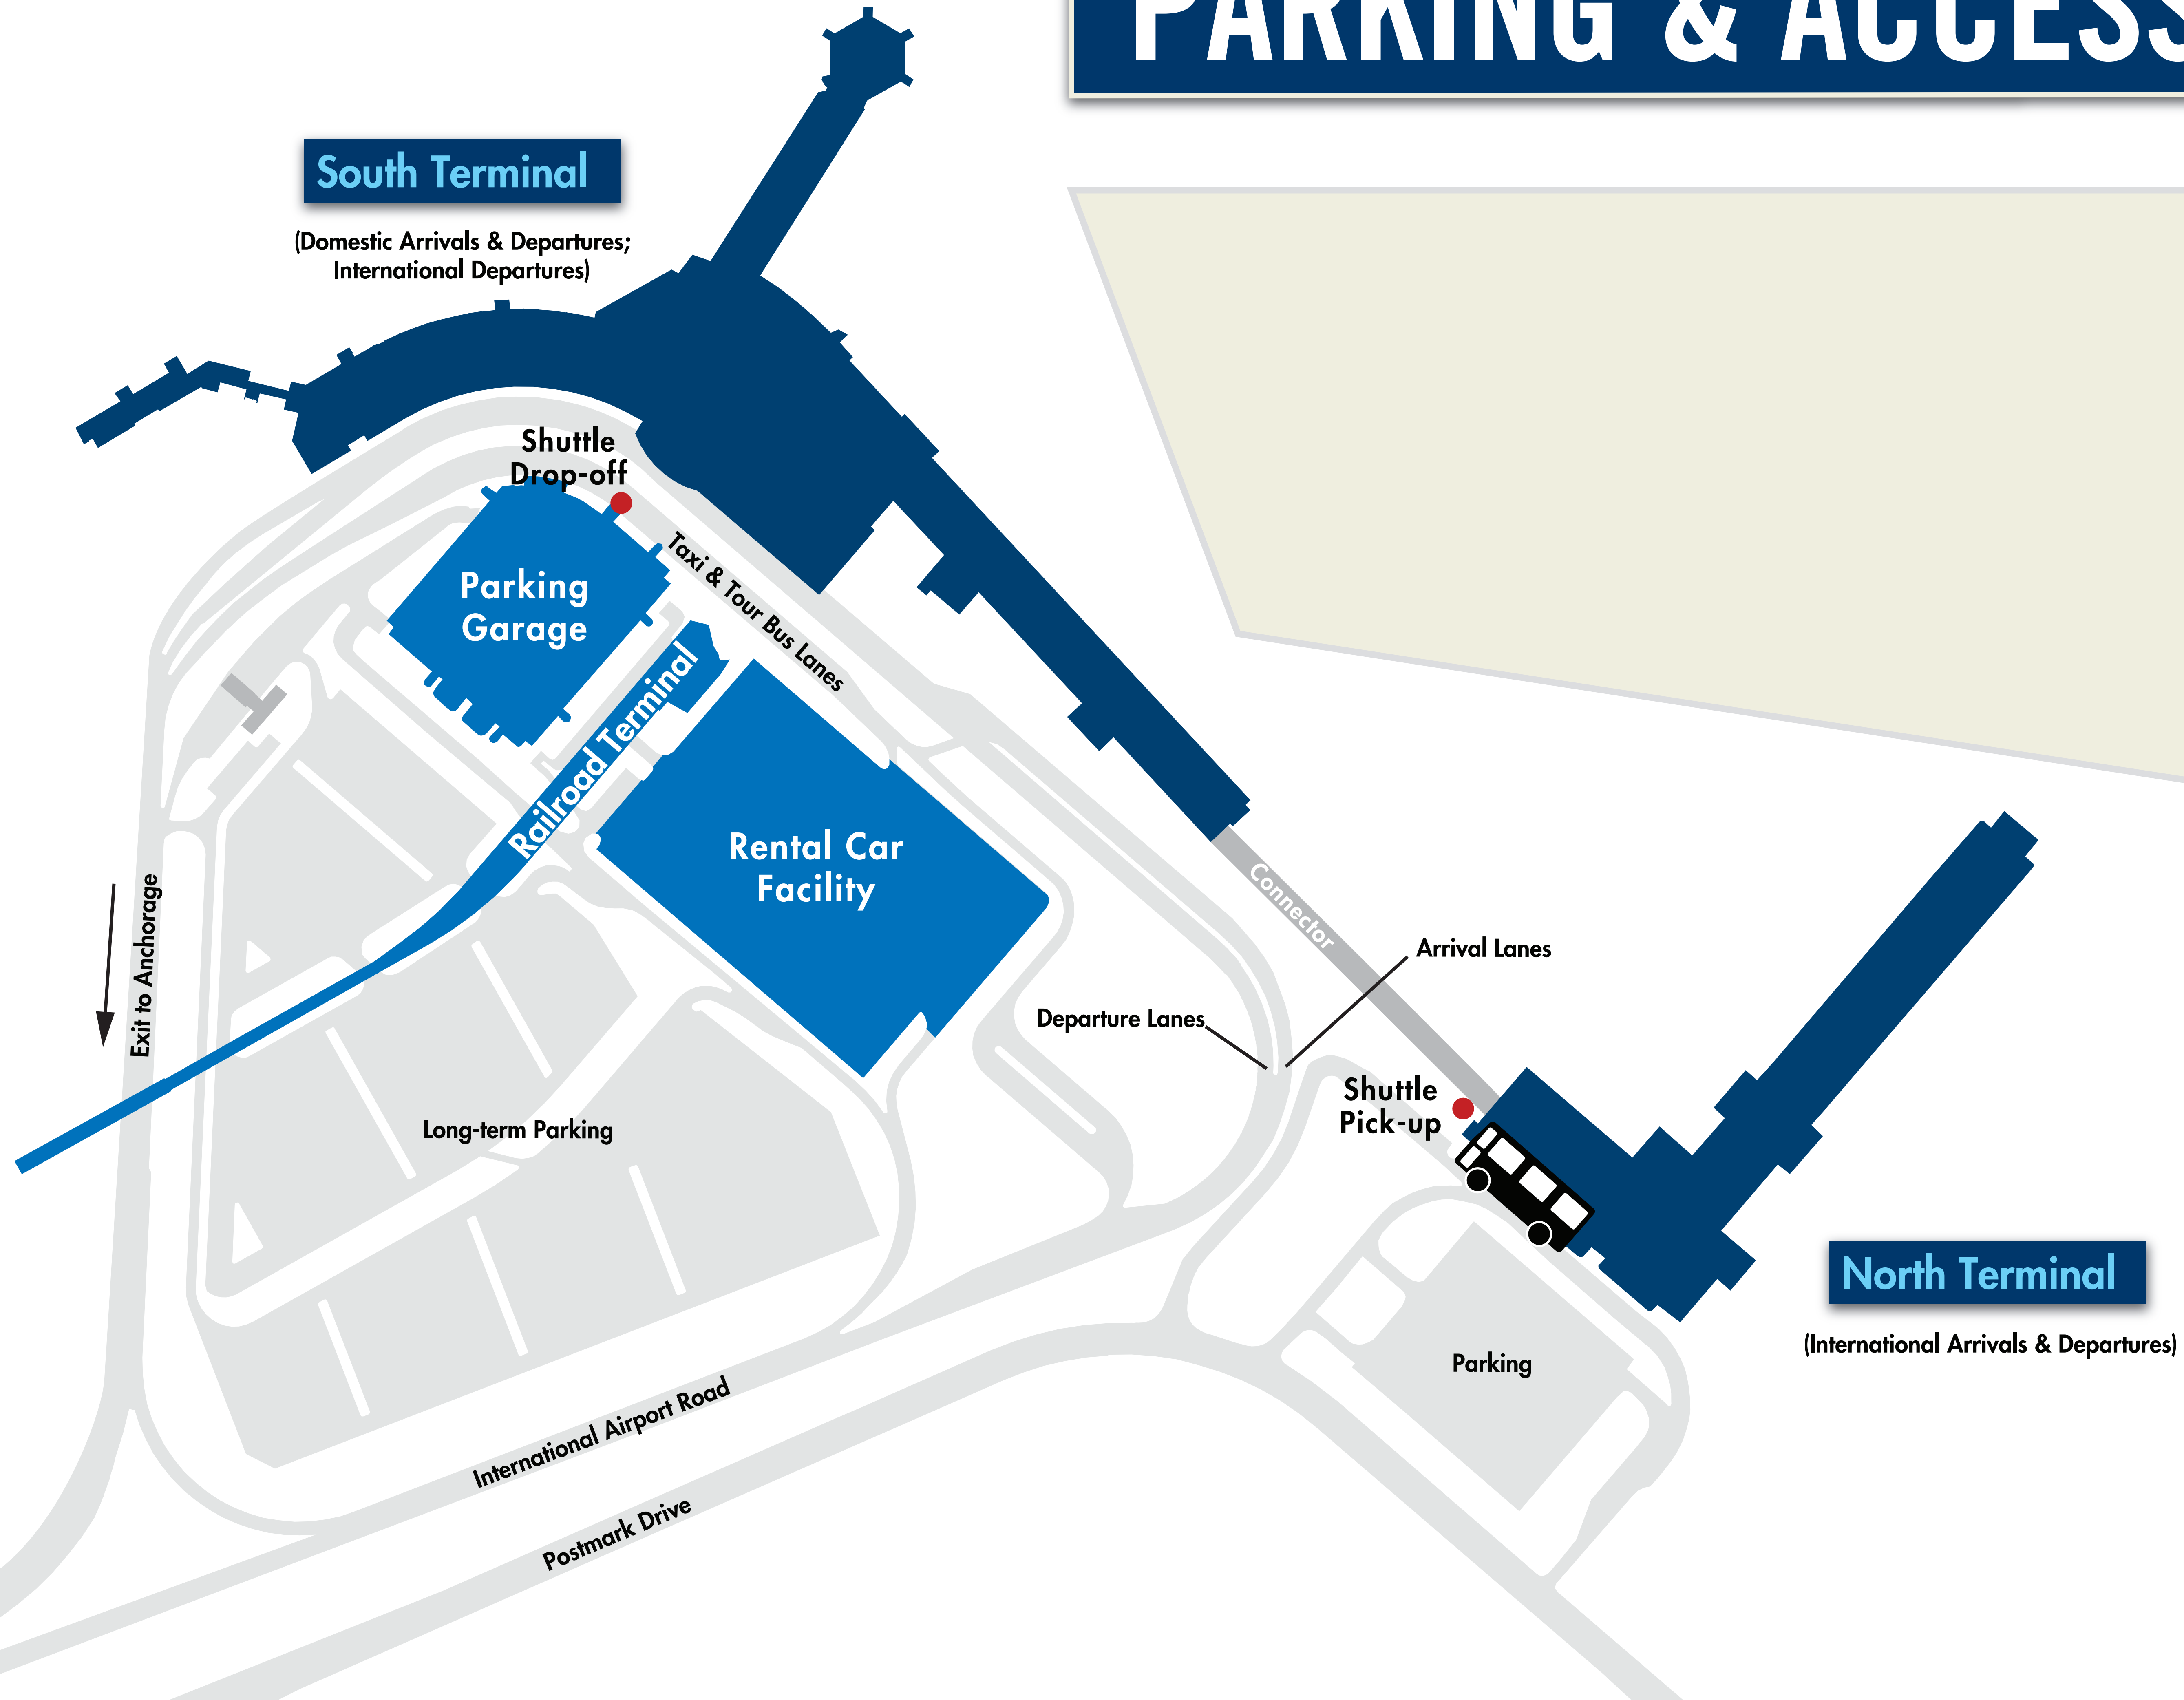 PARKING & ACCESS
South Terminal
(Domestic Arrivals & Departures;
International Departures)
Shuttle
Drop-off
Taxi & Tour Bus Lanes
Parking
Garage
Railroad Terminal
Rental Car
Facility
Connector
Exit to Anchorage
Arrival Lanes
Departure Lanes
Shuttle
Pick-up
Long-term Parking
North Terminal
(International Arrivals & Departures)
Parking
International Airport Road
Postmark Drive